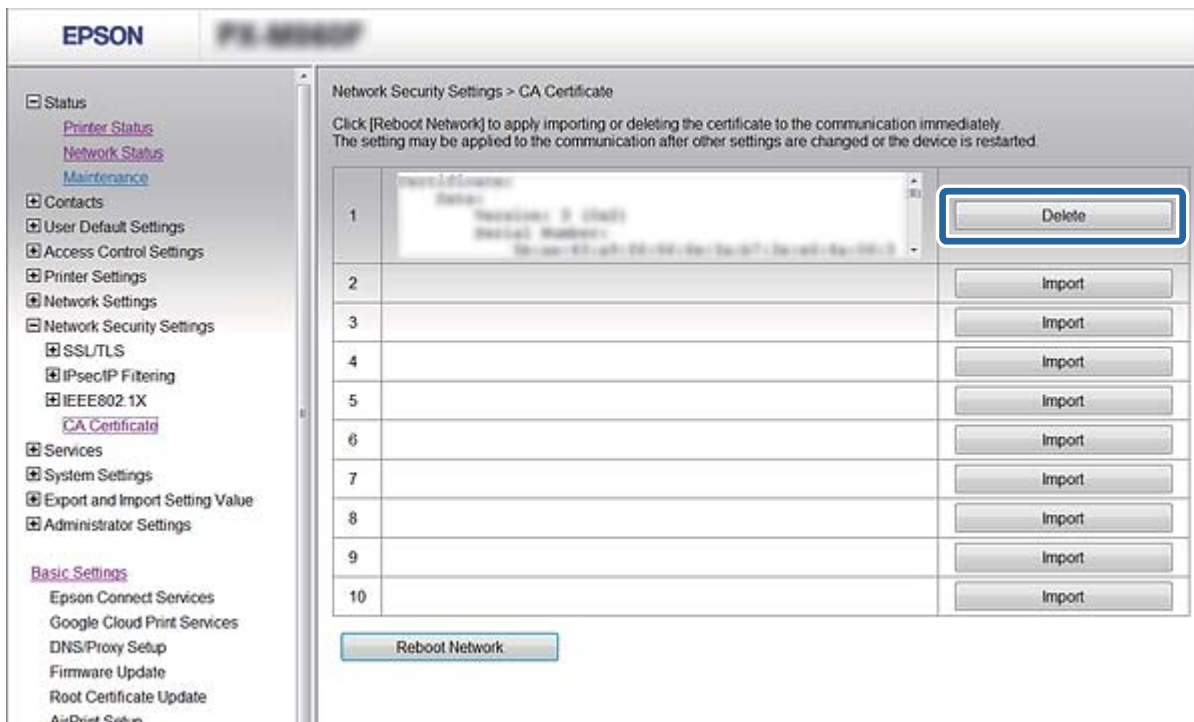 EPSON
Status
Printer Status
Network Status
Maintenance
Contacts
User Default Settings
Access Control Settings
Printer Settings
Network Settings
Network Security Settings
SSL/TLS
IPsec/IP Filtering
IEEE802.1X
CA Certificate
Services
System Settings
Export and Import Setting Value
Administrator Settings
Basic Settings
Epson Connect Services
Google Cloud Print Services
DNS/Proxy Setup
Firmware Update
Root Certificate Update
AirPrint Setup
Network Security Settings > CA Certificate
Click [Reboot Network] to apply importing or deleting the certificate to the communication immediately.
The setting may be applied to the communication after other settings are changed or the device is restarted.
1 Delete
2 Import
3 Import
4 Import
5 Import
6 Import
7 Import
8 Import
9 Import
10 Import
Reboot Network